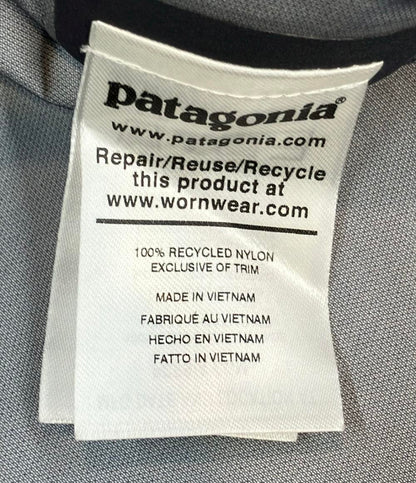 patagonia®
www.patagonia.com
Repair/Reuse/Recycle
this product at
www.wornwear.com
100% RECYCLED NYLON
EXCLUSIVE OF TRIM
MADE IN VIETNAM
FABRIQUÉ AU VIETNAM
HECHO EN VIETNAM
FATTO IN VIETNAM